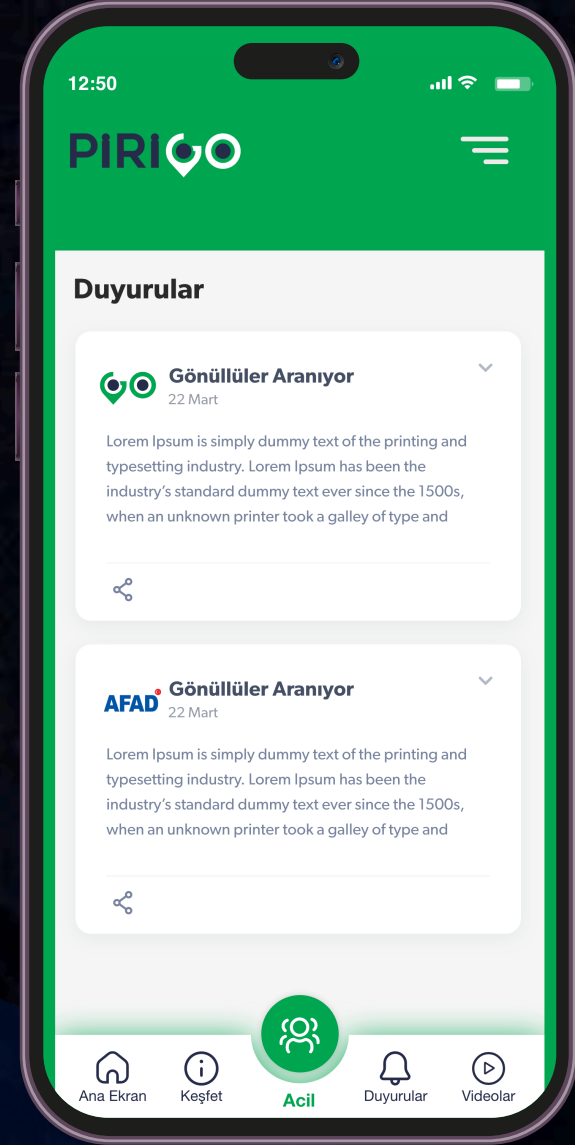 12:50
PIRIGO
Duyurular
GO
Gönüllüler Aranıyor
22 Mart
Lorem Ipsum is simply dummy text of the printing and
typesetting industry. Lorem Ipsum has been the
industry’s standard dummy text ever since the 1500s,
when an unknown printer took a galley of type and
AFAD
Gönüllüler Aranıyor
22 Mart
Lorem Ipsum is simply dummy text of the printing and
typesetting industry. Lorem Ipsum has been the
industry’s standard dummy text ever since the 1500s,
when an unknown printer took a galley of type and
Ana Ekran
Keşfet
Acil
Duyurular
Videolar